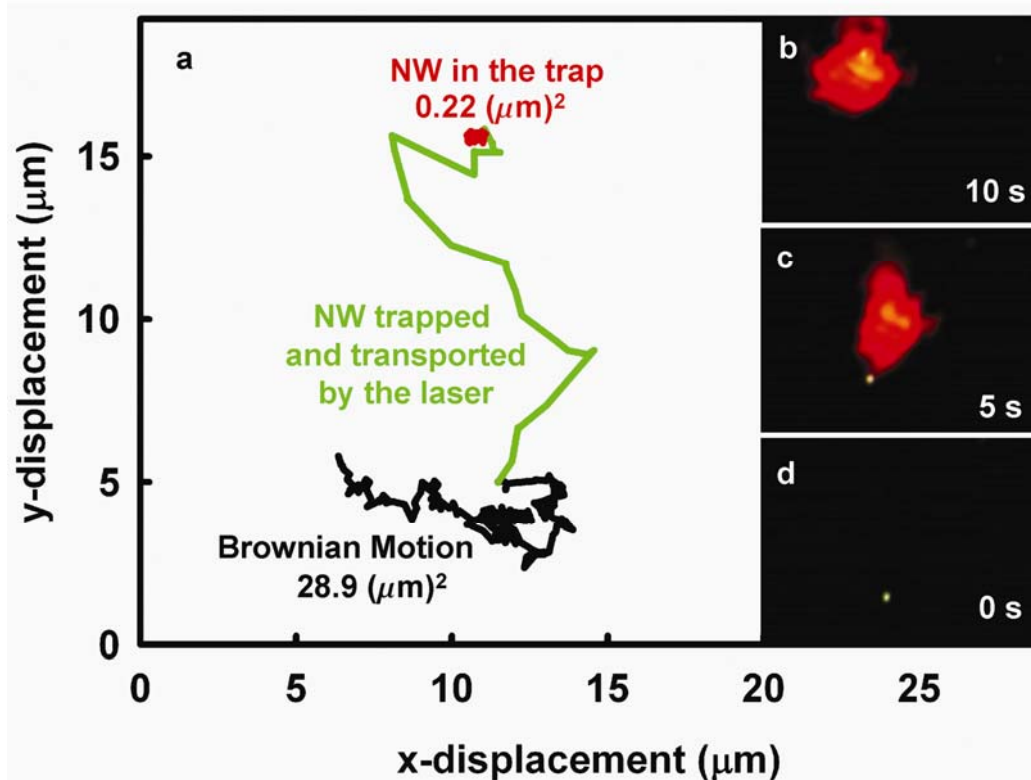 a
NW in the trap
0.22 (μm)²
NW trapped
and transported
by the laser
Brownian Motion
28.9 (μm)²
b
10 s
c
5 s
d
0 s
15
10
5
0
y-displacement (μm)
0 5 10 15 20 25
x-displacement (μm)